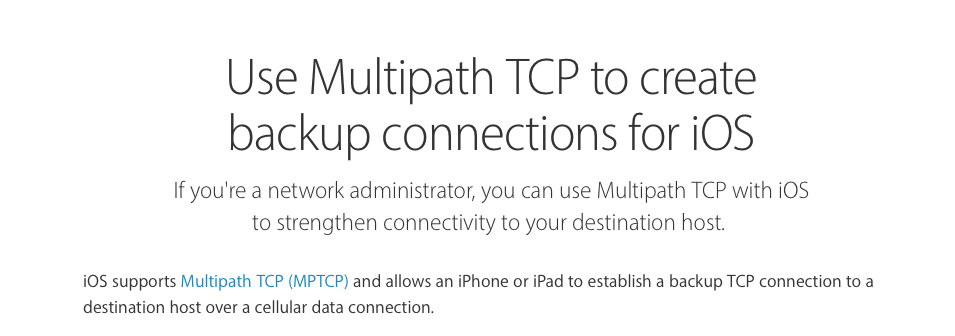 Use Multipath TCP to create
backup connections for iOS
If you're a network administrator, you can use Multipath TCP with iOS
to strengthen connectivity to your destination host.
iOS supports Multipath TCP (MPTCP) and allows an iPhone or iPad to establish a backup TCP connection to a
destination host over a cellular data connection.